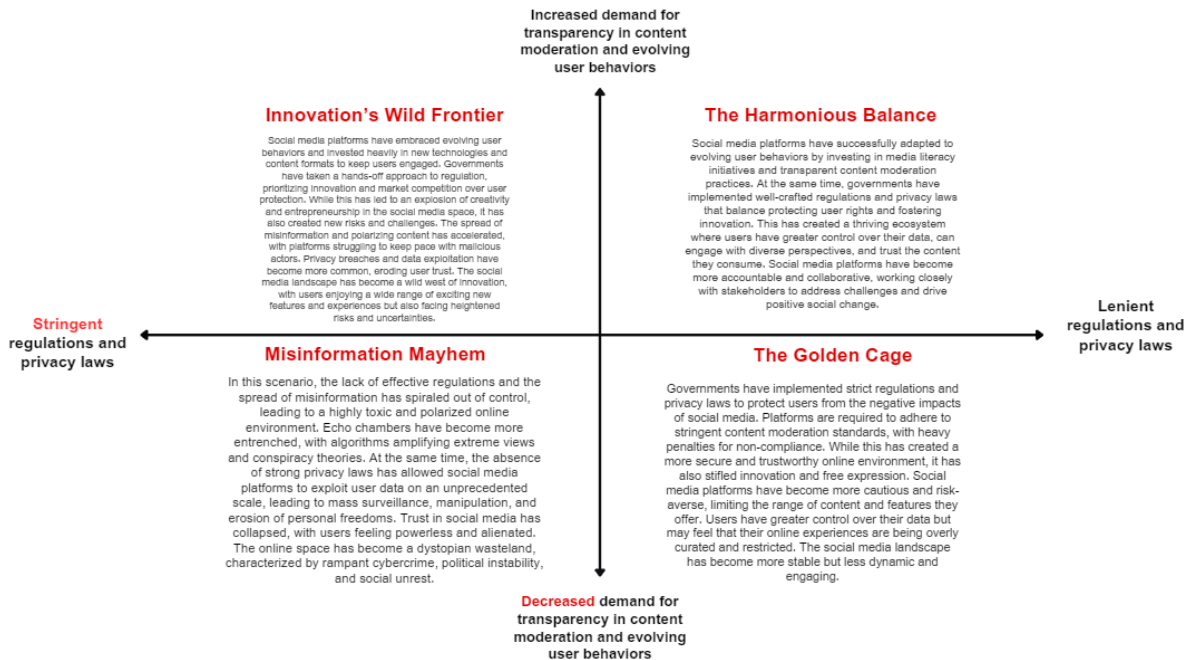 Increased demand for
transparency in content
moderation and evolving
user behaviors
Innovation's Wild Frontier
Social media platforms have embraced evolving user
behaviors and invested heavily in new technologies and
content formats to keep users engaged. Governments
have taken a hands-off approach to regulation,
prioritizing innovation and market competition over user
protection. While this has led to an explosion of creativity
and entrepreneurship in the social media space, it has
also created new risks and challenges. The spread of
misinformation and polarizing content has accelerated,
with platforms struggling to keep pace with malicious
actors. Privacy breaches and data exploitation have
become more common, eroding user trust. The social
media landscape has become a wild west of innovation,
with users enjoying a wide range of exciting new
features and experiences but also facing heightened
risks and uncertainties.
The Harmonious Balance
Social media platforms have successfully adapted to
evolving user behaviors by investing in media literacy
initiatives and transparent content moderation
practices. At the same time, governments have
implemented well-crafted regulations and privacy laws
that balance protecting user rights and fostering
innovation. This has created a thriving ecosystem
where users have greater control over their data, can
engage with diverse perspectives, and trust the content
they consume. Social media platforms have become
more accountable and collaborative, working closely
with stakeholders to address challenges and drive
positive social change.
Stringent
regulations and
privacy laws
Lenient
regulations and
privacy laws
Misinformation Mayhem
In this scenario, the lack of effective regulations and the
spread of misinformation has spiraled out of control,
leading to a highly toxic and polarized online
environment. Echo chambers have become more
entrenched, with algorithms amplifying extreme views
and conspiracy theories. At the same time, the absence
of strong privacy laws has allowed social media
platforms to exploit user data on an unprecedented
scale, leading to mass surveillance, manipulation, and
erosion of personal freedoms. Trust in social media has
collapsed, with users feeling powerless and alienated.
The online space has become a dystopian wasteland,
characterized by rampant cybercrime, political instability,
and social unrest.
The Golden Cage
Governments have implemented strict regulations and
privacy laws to protect users from the negative impacts
of social media. Platforms are required to adhere to
stringent content moderation standards, with heavy
penalties for non-compliance. While this has created a
more secure and trustworthy online environment, it has
also stifled innovation and free expression. Social
media platforms have become more cautious and risk-
averse, limiting the range of content and features they
offer. Users have greater control over their data but
may feel that their online experiences are being overly
curated and restricted. The social media landscape
has become more stable but less dynamic and
engaging.
Decreased demand for
transparency in content
moderation and evolving
user behaviors